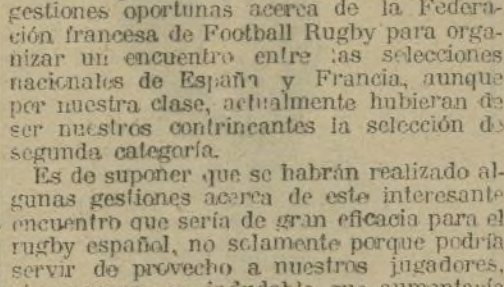 gestiones oportunas acerca de la Federa-
ción francesa de Football Rugby para orga-
nizar un encuentro entre las selecciones
nacionales de España y Francia, aunque
por nuestra clase, actualmente hubieran de
ser nuestros contrincantes la selección de
segunda categoría.
Es de suponer que se habrán realizado al-
gunas gestiones acerca de este interesante
encuentro que sería de gran eficacia para el
rugby español, no solamente porque podría
servir de provecho a nuestros jugadores,
indudable que aumentaría